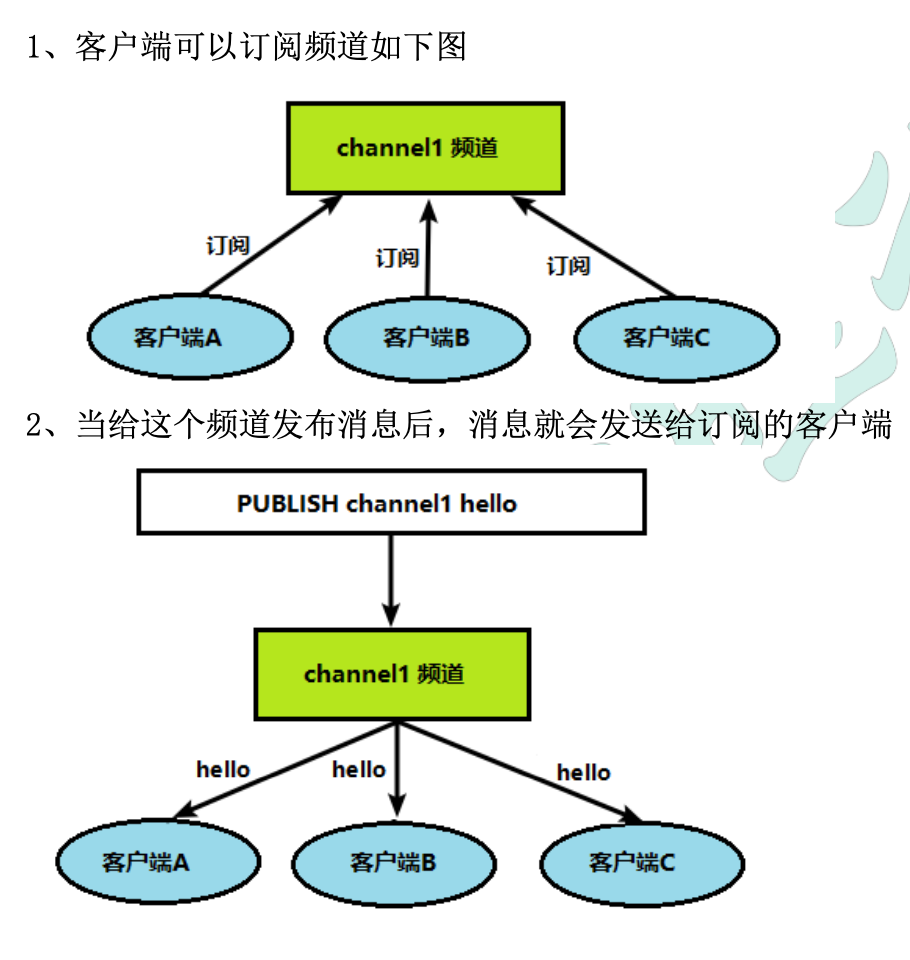 1、客户端可以订阅频道如下图
channel1 频道
订阅
订阅
订阅
客户端A
客户端B
客户端C
2、当给这个频道发布消息后，消息就会发送给订阅的客户端
PUBLISH channel1 hello
channel1 频道
hello
hello
hello
客户端A
客户端B
客户端C